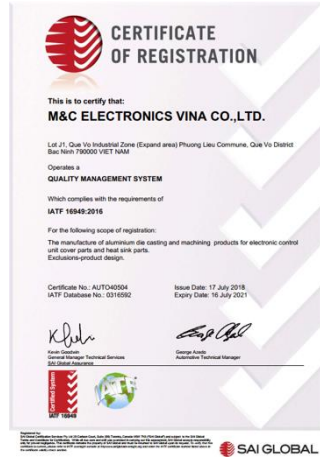 CERTIFICATE
OF REGISTRATION
This is to certify that:
M&C ELECTRONICS VINA CO.,LTD.
Lot J1, Que Vo Industrial Zone (Expand area) Phuong Lieu Commune, Que Vo District
Bac Ninh 790000 VIET NAM
Operates a
QUALITY MANAGEMENT SYSTEM
Which complies with the requirements of
IATF 16949:2016
For the following scope of registration:
The manufacture of aluminium die casting and machining products for electronic control
unit cover parts and heat sink parts.
Exclusions-product design.
Certificate No.: AUTO40504
Issue Date: 17 July 2018
IATF Database No.: 0316592
Expiry Date: 16 July 2021
Kevin Goodwin
General Manager Technical Services
SAI Global Assurance
George Azedo
Automotive Technical Manager
Certified System
IATF 16949
Registered by:
SAI GLOBAL